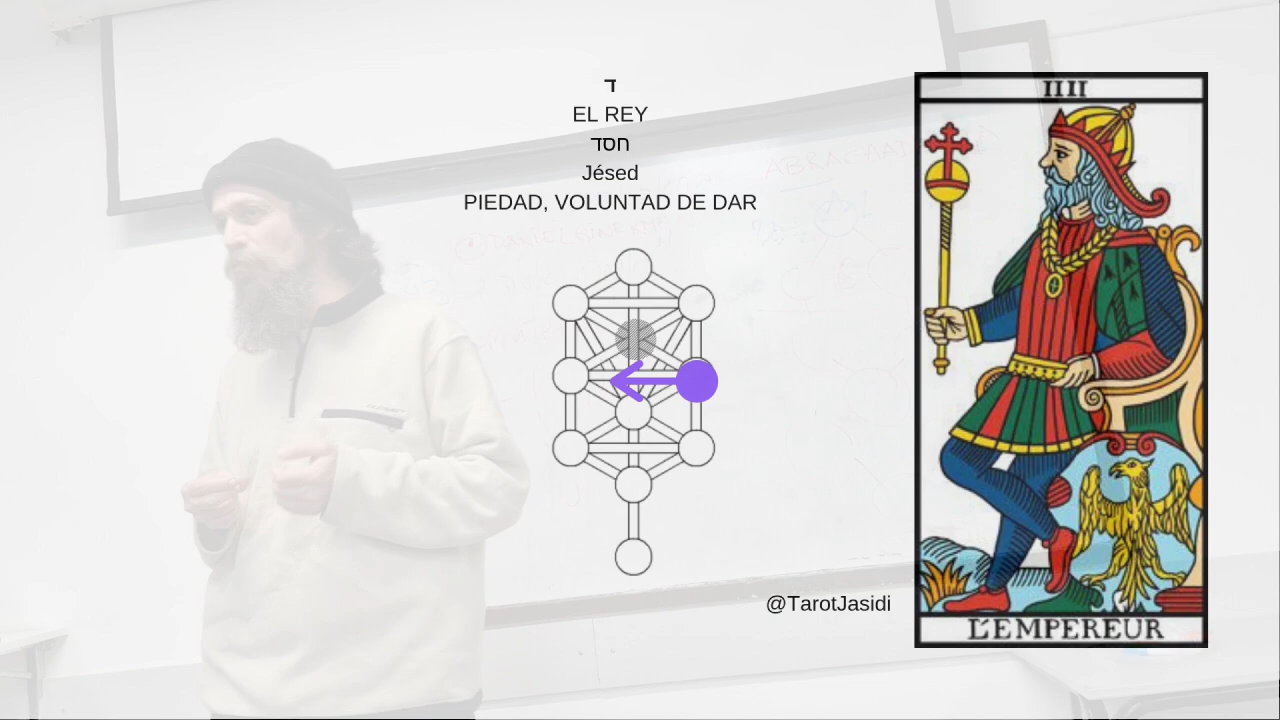 ד
EL REY
חסד
Jésed
PIEDAD, VOLUNTAD DE DAR
@TarotJasidi
IIII
L'EMPEREUR